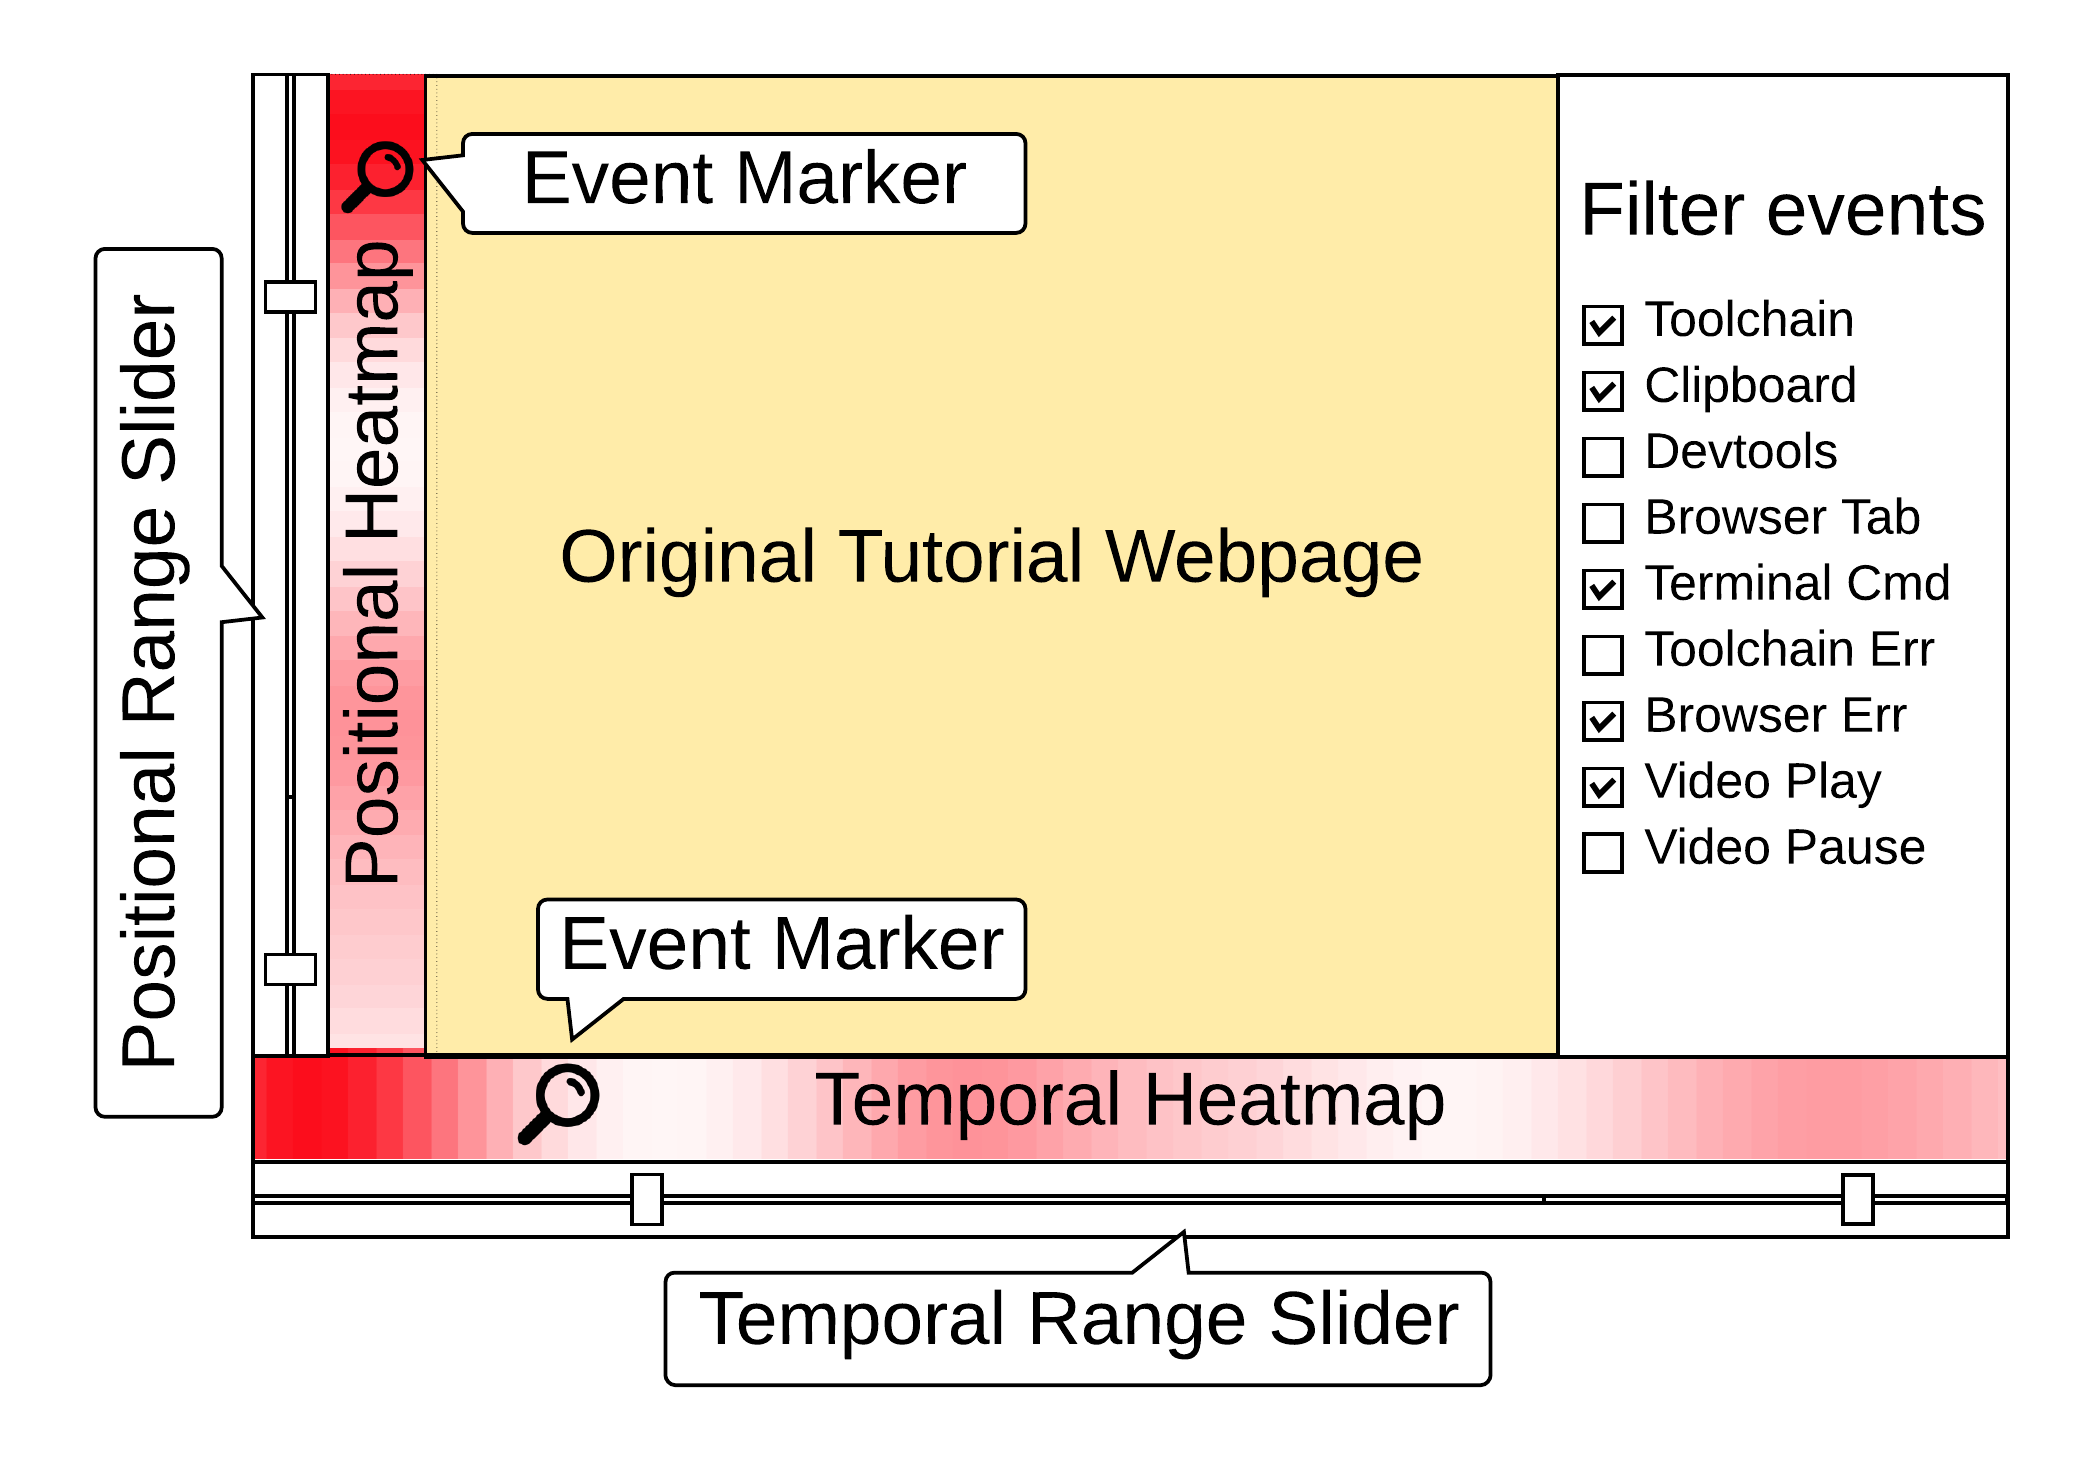 Positional Range Slider
Positional Heatmap
Event Marker
Original Tutorial Webpage
Event Marker
Filter events
Toolchain
Clipboard
Devtools
Browser Tab
Terminal Cmd
Toolchain Err
Browser Err
Video Play
Video Pause
Temporal Heatmap
Temporal Range Slider